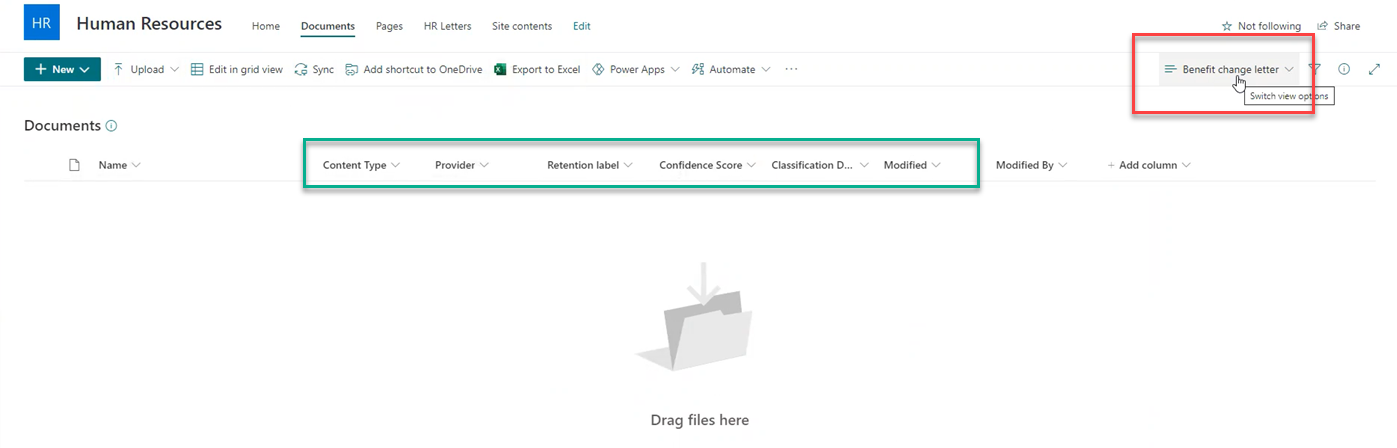 HR Human Resources Home Documents Pages HR Letters Site contents Edit Not following Share
+ New Upload Edit in grid view Sync Add shortcut to OneDrive Export to Excel Power Apps Automate ... Benefit change letter
Switch view options
Documents
Name Content Type Provider Retention label Confidence Score Classification D... Modified Modified By + Add column
Drag files here